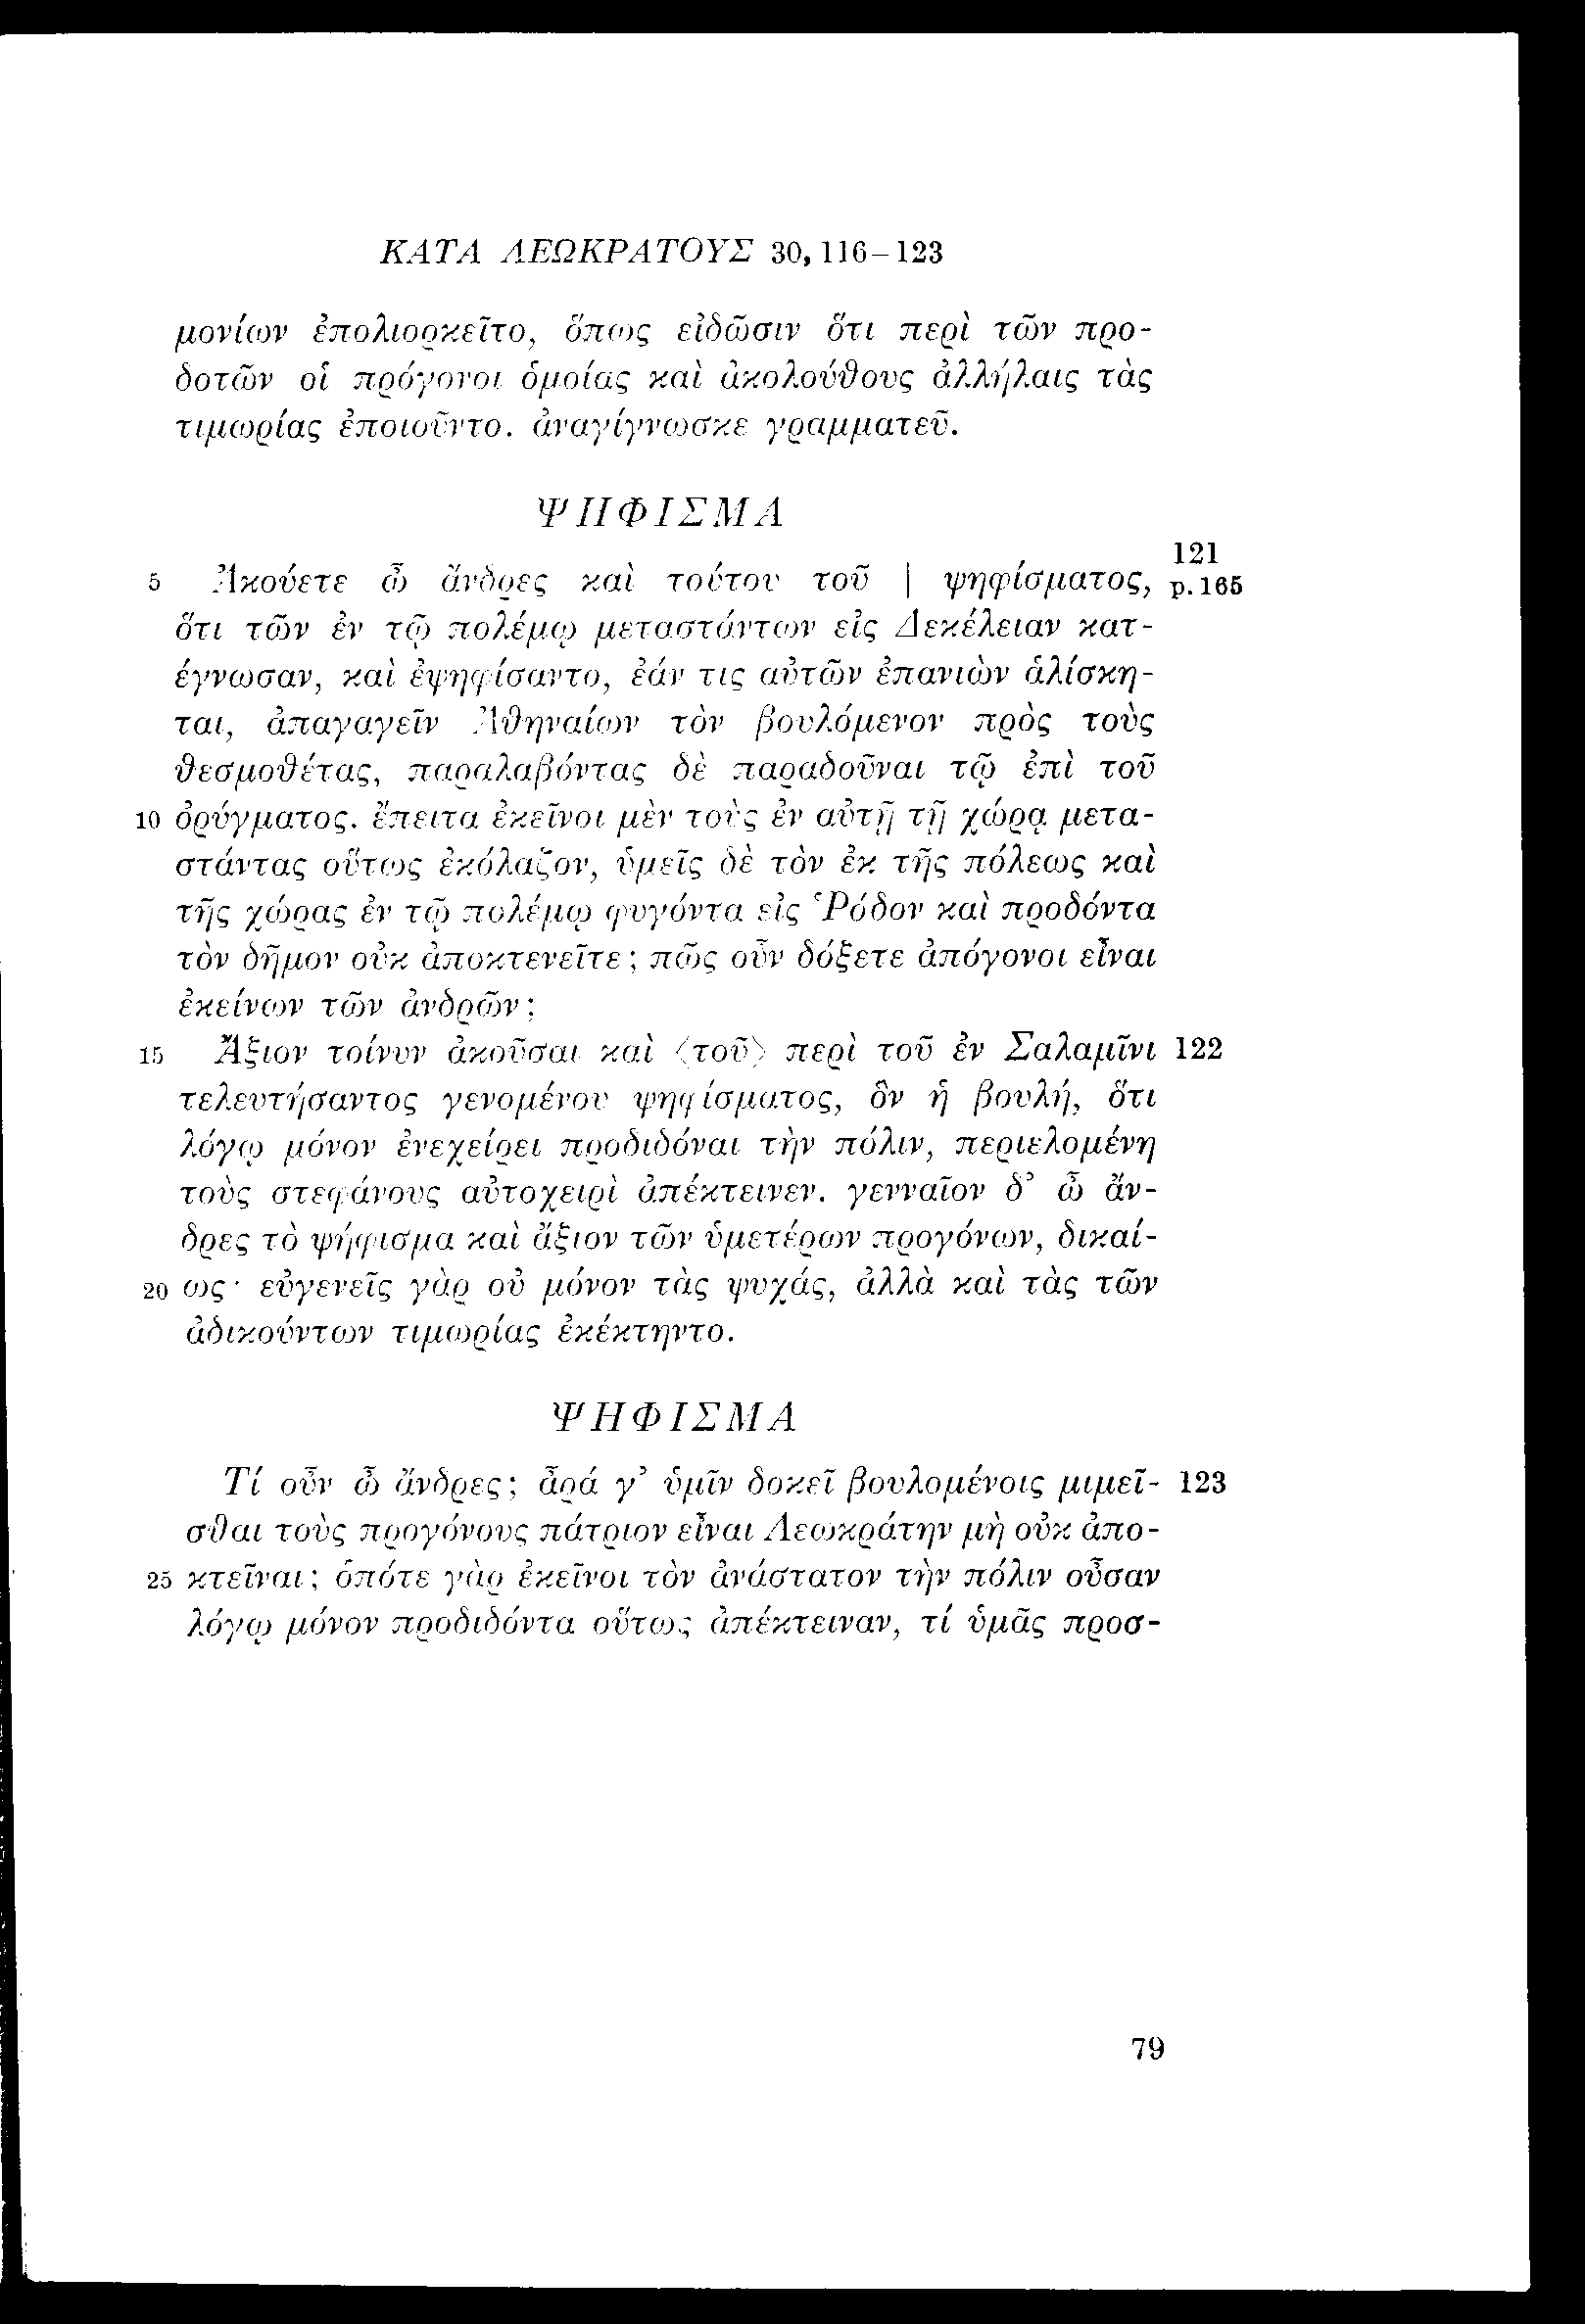 ΚΑΤΑ ΛΕΩΚΡΑΤΟΥΣ 30, 116–123
μονίων ἐπολιορκεῖτο, ὅπως εἰδῶσιν ὅτι περὶ τῶν προ-
δοτῶν οἱ πρόγονοι ὁμοίας καὶ ἀκολούθους ἀλλήλαις τὰς
τιμωρίας ἐποιοῦντο. ἀναγίγνωσκε γραμματεῦ.
ΨΗΦΙΣΜΑ
121
5 Ἀκούετε ὦ ἄνδρες καὶ τούτου τοῦ | ψηφίσματος, p. 165
ὅτι τῶν ἐν τῷ πολέμῳ μεταστάντων εἰς Δεκέλειαν κατ-
έγνωσαν, καὶ ἐψηφίσαντο, ἐάν τις αὐτῶν ἐπανιὼν ἁλίσκη-
ται, ἀπαγαγεῖν Ἀθηναίων τὸν βουλόμενον πρὸς τοὺς
θεσμοθέτας, παραλαβόντας δὲ παραδοῦναι τῷ ἐπὶ τοῦ
10 ὀρύγματος. ἔπειτα ἐκεῖνοι μὲν τοὺς ἐν αὐτῇ τῇ χώρᾳ μετα-
στάντας οὕτως ἐκόλαζον, ὑμεῖς δὲ τὸν ἐκ τῆς πόλεως καὶ
τῆς χώρας ἐν τῷ πολέμῳ φυγόντα εἰς Ῥόδον καὶ προδόντα
τὸν δῆμον οὐκ ἀποκτενεῖτε; πῶς οὖν δόξετε ἀπόγονοι εἶναι
ἐκείνων τῶν ἀνδρῶν;
15 Ἄξιον τοίνυν ἀκοῦσαι καὶ ⟨τοῦ⟩ περὶ τοῦ ἐν Σαλαμῖνι 122
τελευτήσαντος γενομένου ψηφίσματος, ὃν ἡ βουλή, ὅτι
λόγῳ μόνον ἐνεχείρει προδιδόναι τὴν πόλιν, περιελομένη
τοὺς στεφάνους αὐτοχειρὶ ἀπέκτεινεν. γενναῖον δ’ ὦ ἄν-
δρες τὸ ψήφισμα καὶ ἄξιον τῶν ὑμετέρων προγόνων, δικαί-
20 ως· εὐγενεῖς γὰρ οὐ μόνον τὰς ψυχάς, ἀλλὰ καὶ τὰς τῶν
ἀδικούντων τιμωρίας ἐκέκτηντο.
ΨΗΦΙΣΜΑ
Τί οὖν ὦ ἄνδρες; ἆρά γ’ ὑμῖν δοκεῖ βουλομένοις μιμεῖ- 123
σθαι τοὺς προγόνους πάτριον εἶναι Λεωκράτην μὴ οὐκ ἀπο-
25 κτεῖναι; ὁπότε γὰρ ἐκεῖνοι τὸν ἀνάστατον τὴν πόλιν οὖσαν
λόγῳ μόνον προδιδόντα οὕτως ἀπέκτειναν, τί ὑμᾶς προσ-
79